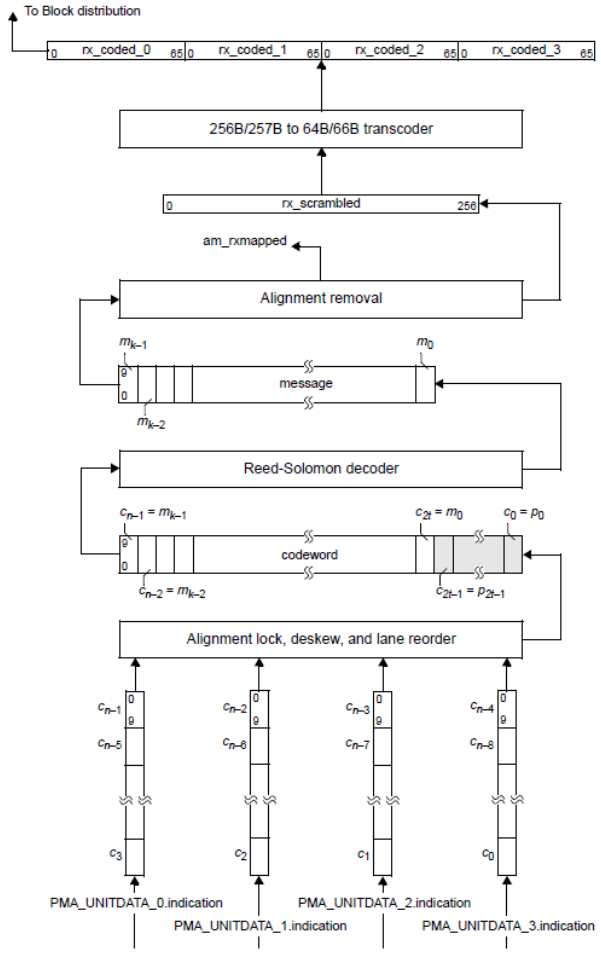 To Block distribution
0 rx_coded_0 65 0 rx_coded_1 65 0 rx_coded_2 65 0 rx_coded_3 65
256B/257B to 64B/66B transcoder
0 rx_scrambled 256
am_rxmapped
Alignment removal
mk–1 m0
9
0
message
mk–2
Reed-Solomon decoder
cn–1 = mk–1 c2t = m0 c0 = p0
9
0
codeword
cn–2 = mk–2 c2t–1 = p2t–1
Alignment lock, deskew, and lane reorder
cn–1 0 cn–2 0 cn–3 0 cn–4 0
9 9 9 9
cn–5 cn–6 cn–7 cn–8
c3 c2 c1 c0
PMA_UNITDATA_0.indication PMA_UNITDATA_2.indication
PMA_UNITDATA_1.indication PMA_UNITDATA_3.indication